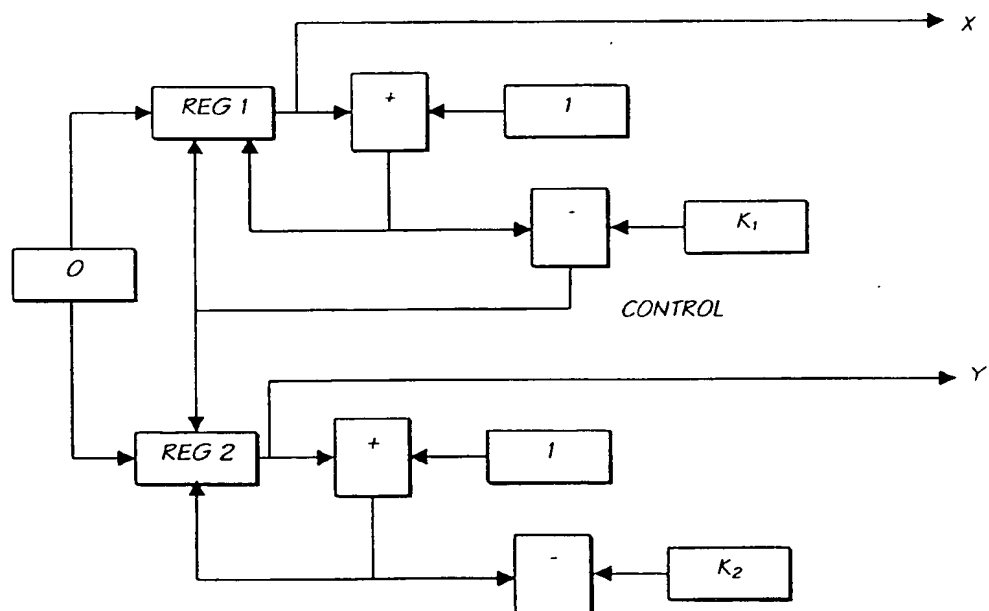 X
REG 1
+
1
-
K₁
O
CONTROL
Y
REG 2
+
1
-
K₂